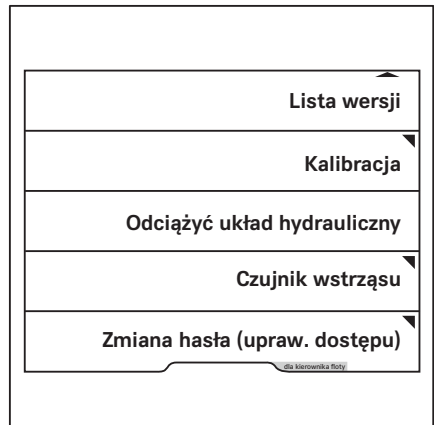 Lista wersji
Kalibracja
Odciążyć układ hydrauliczny
Czujnik wstrząsu
Zmiana hasła (upraw. dostępu)
dla kierownika floty